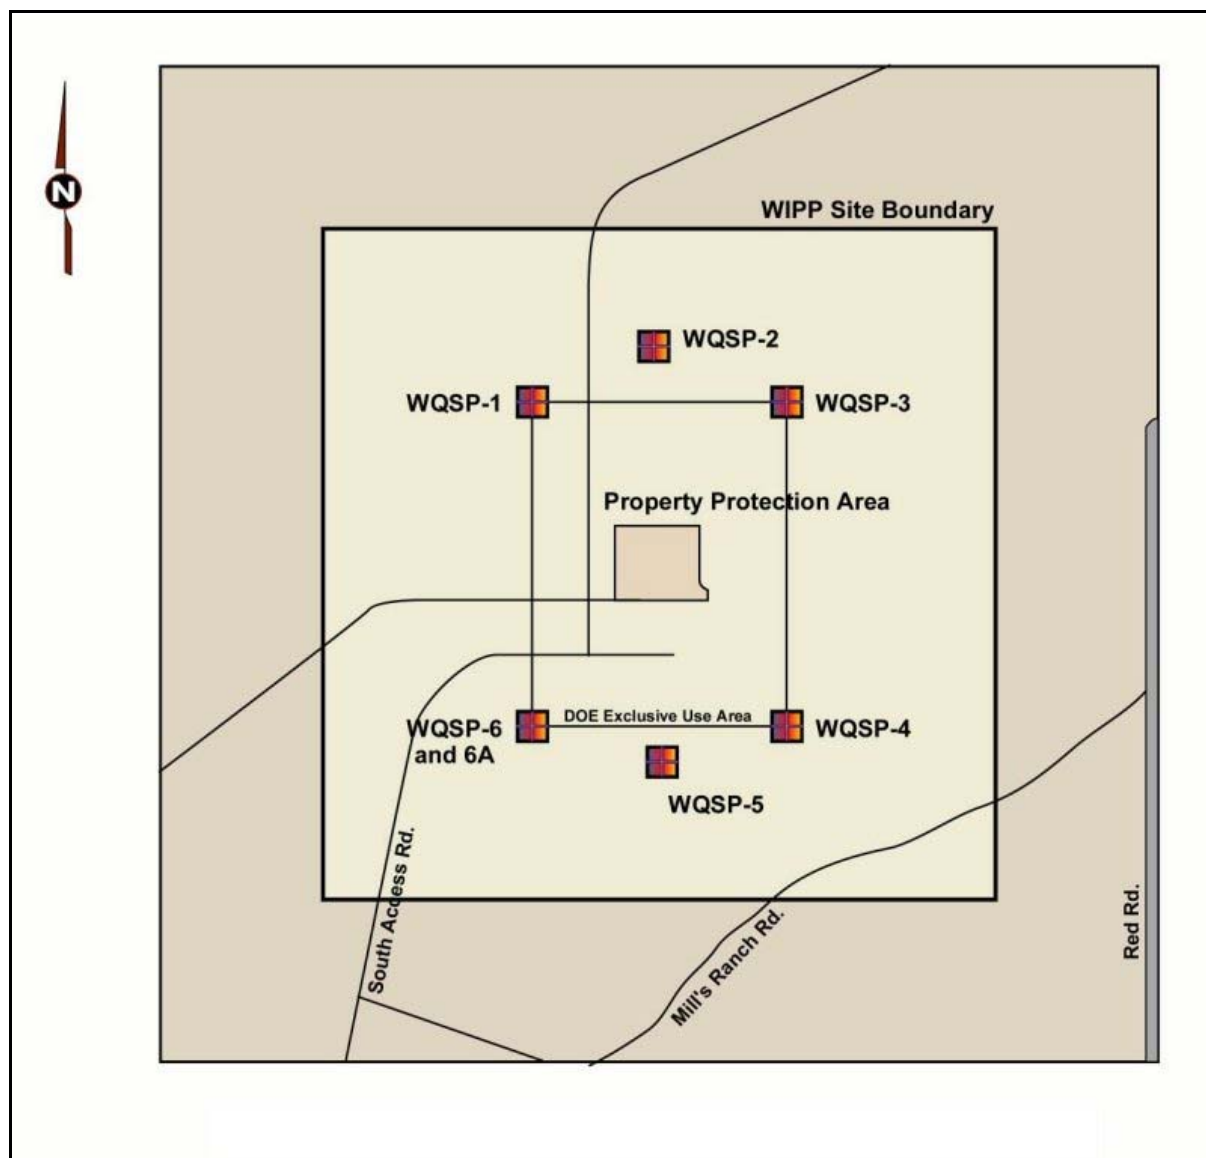 N
WIPP Site Boundary
WQSP-2
WQSP-1
WQSP-3
Property Protection Area
DOE Exclusive Use Area
WQSP-6
and 6A
WQSP-4
WQSP-5
South Access Rd.
Mill's Ranch Rd.
Red Rd.